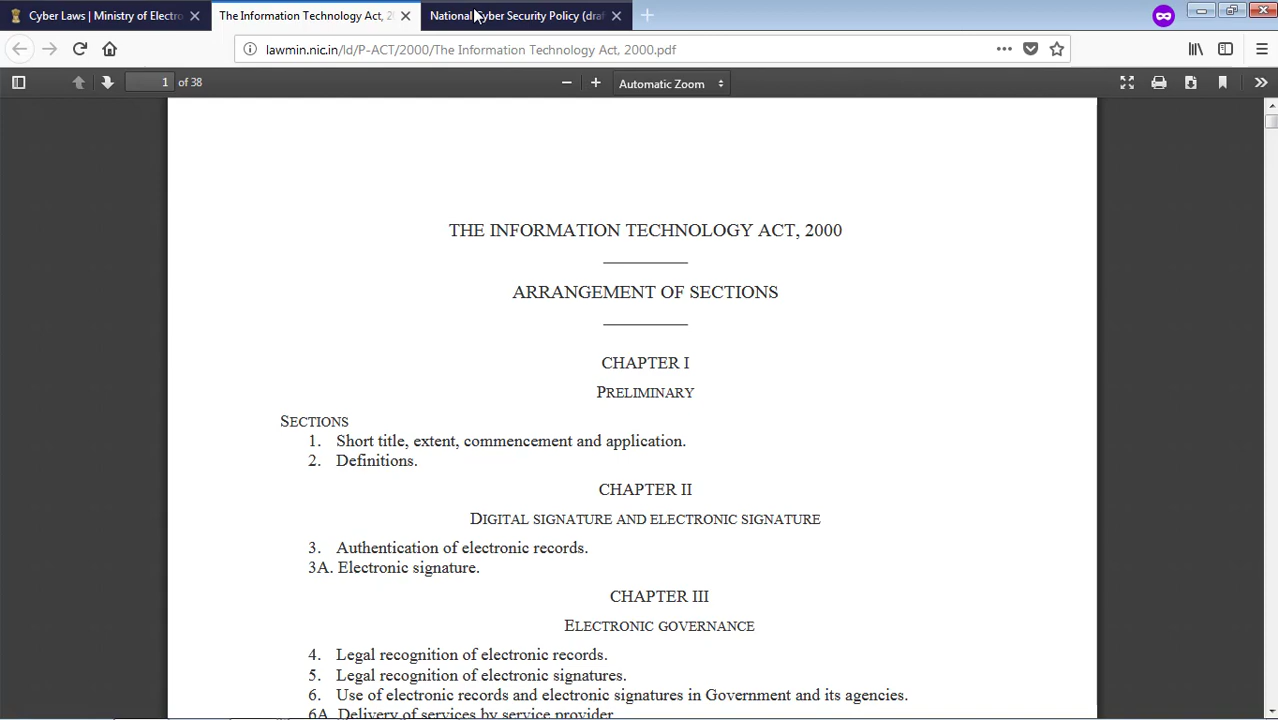 Cyber Laws | Ministry of Electro
The Information Technology Act, 2
National Cyber Security Policy (draf
lawmin.nic.in/ld/P-ACT/2000/The Information Technology Act, 2000.pdf
1 of 38
Automatic Zoom
THE INFORMATION TECHNOLOGY ACT, 2000
ARRANGEMENT OF SECTIONS
CHAPTER I
PRELIMINARY
SECTIONS
1. Short title, extent, commencement and application.
2. Definitions.
CHAPTER II
DIGITAL SIGNATURE AND ELECTRONIC SIGNATURE
3. Authentication of electronic records.
3A. Electronic signature.
CHAPTER III
ELECTRONIC GOVERNANCE
4. Legal recognition of electronic records.
5. Legal recognition of electronic signatures.
6. Use of electronic records and electronic signatures in Government and its agencies.
6A. Delivery of services by service provider.